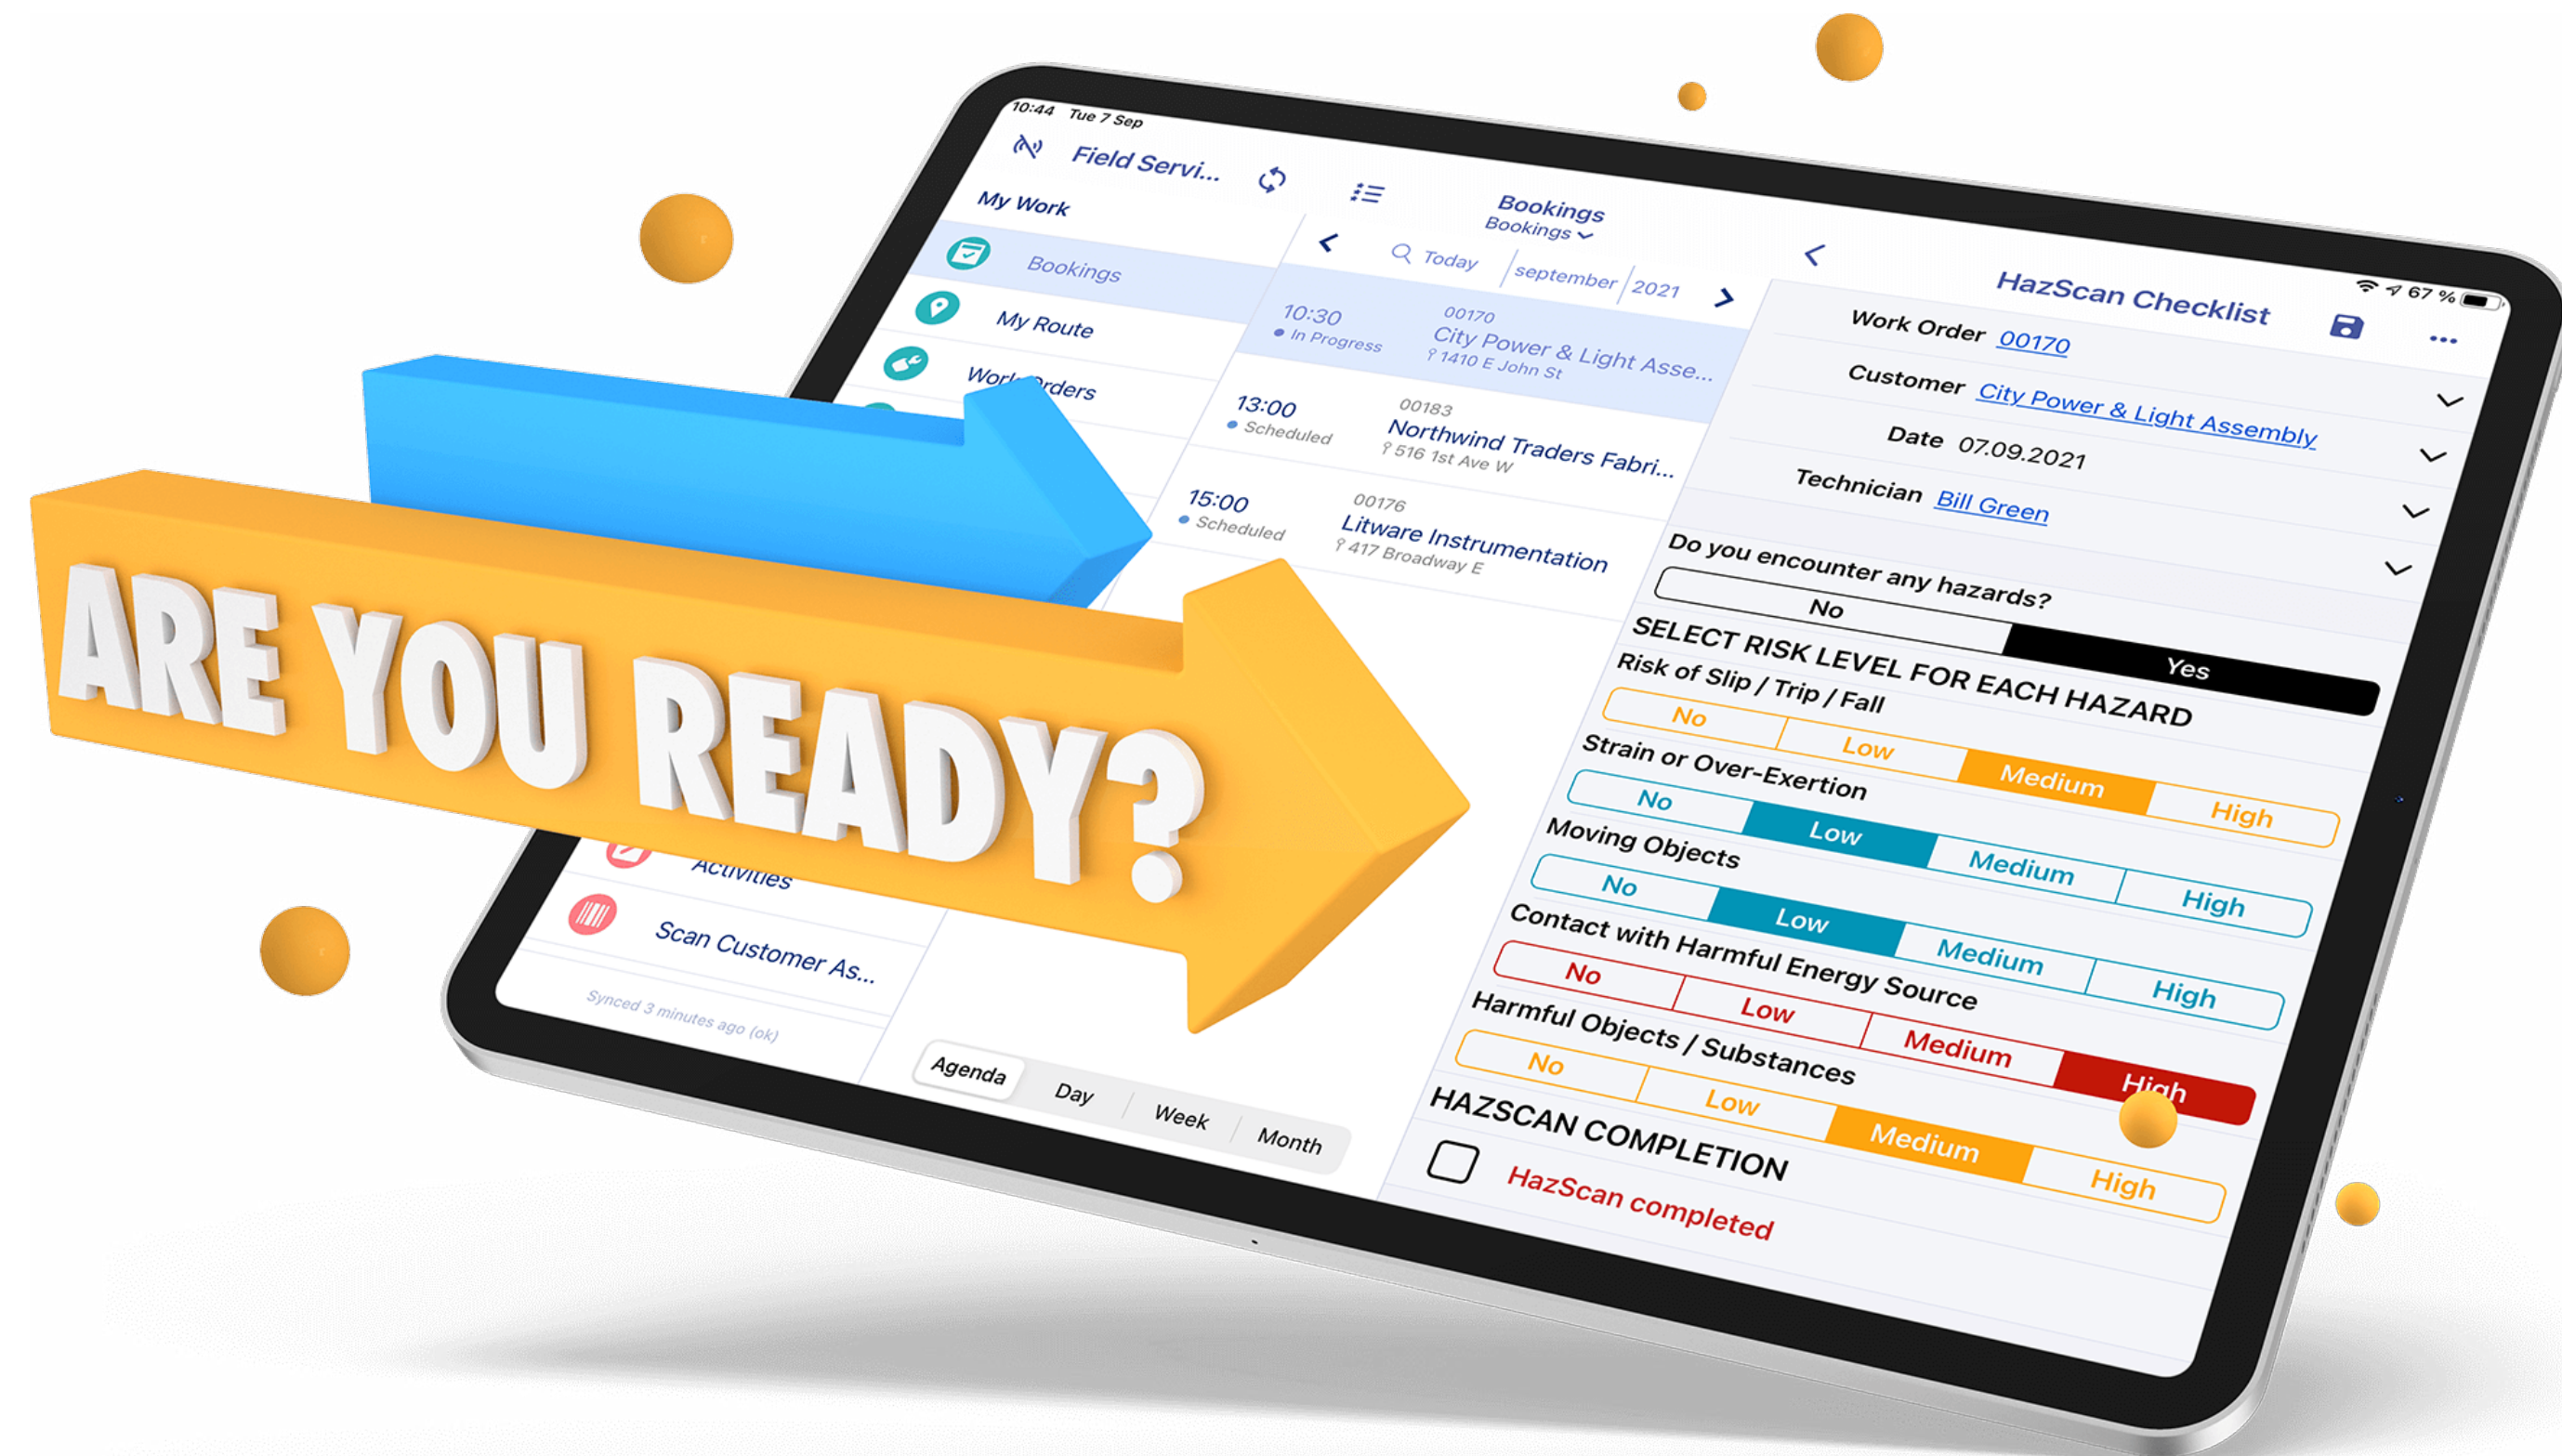 10:44 Tue 7 Sep
67 %
Field Servi...
My Work
Bookings
My Route
Work Orders
Activities
Scan Customer As...
Synced 3 minutes ago (ok)
Bookings
Bookings
Today september 2021
10:30 00170
In Progress City Power & Light Asse...
1410 E John St
13:00 00183
Scheduled Northwind Traders Fabri...
516 1st Ave W
15:00 00176
Scheduled Litware Instrumentation
417 Broadway E
Agenda Day Week Month
HazScan Checklist
Work Order 00170
Customer City Power & Light Assembly
Date 07.09.2021
Technician Bill Green
Do you encounter any hazards?
No Yes
SELECT RISK LEVEL FOR EACH HAZARD
Risk of Slip / Trip / Fall
No Low Medium High
Strain or Over-Exertion
No Low Medium High
Moving Objects
No Low Medium High
Contact with Harmful Energy Source
No Low Medium High
Harmful Objects / Substances
No Low Medium High
HAZSCAN COMPLETION
HazScan completed
ARE YOU READY?